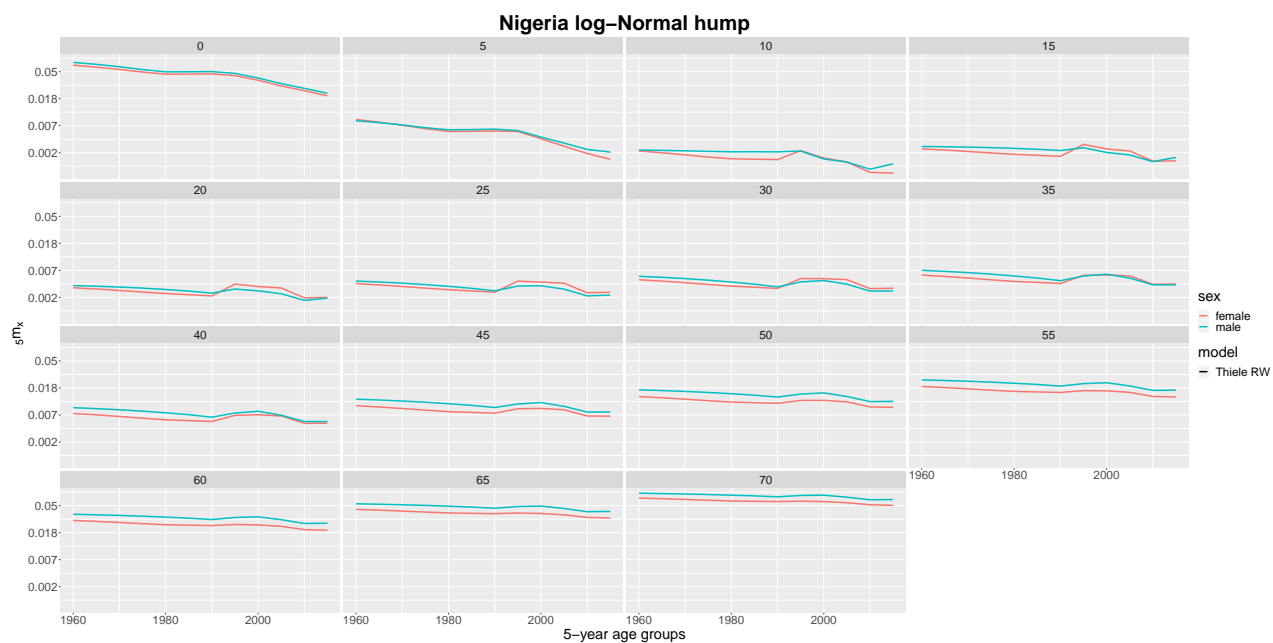 Nigeria log−Normal hump
0 5 10 15
0.05
0.018
0.007
0.002
20 25 30 35
0.05
0.018
0.007
0.002
40 45 50 55
0.05
0.018
0.007
0.002
60 65 70
0.05
0.018
0.007
0.002
1960 1980 2000
1960 1980 2000 1960 1980 2000 1960 1980 2000
5−year age groups
5mx
sex
female
male
model
Thiele RW